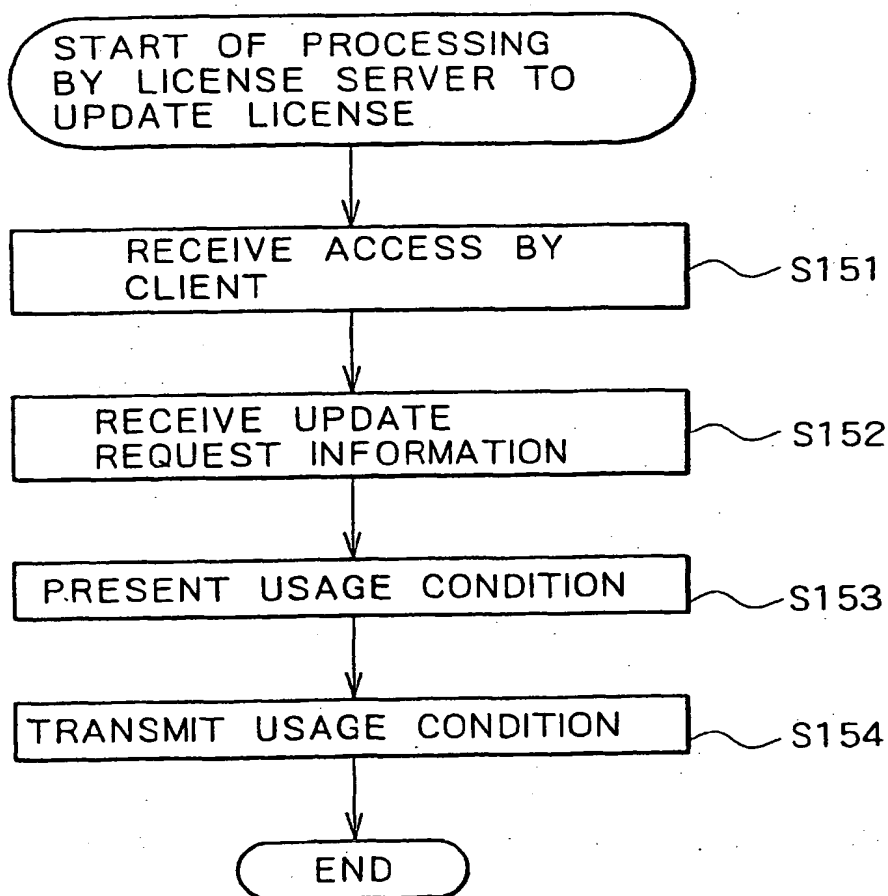 START OF PROCESSING
BY LICENSE SERVER TO
UPDATE LICENSE
RECEIVE ACCESS BY
CLIENT
S151
RECEIVE UPDATE
REQUEST INFORMATION
S152
PRESENT USAGE CONDITION
S153
TRANSMIT USAGE CONDITION
S154
END